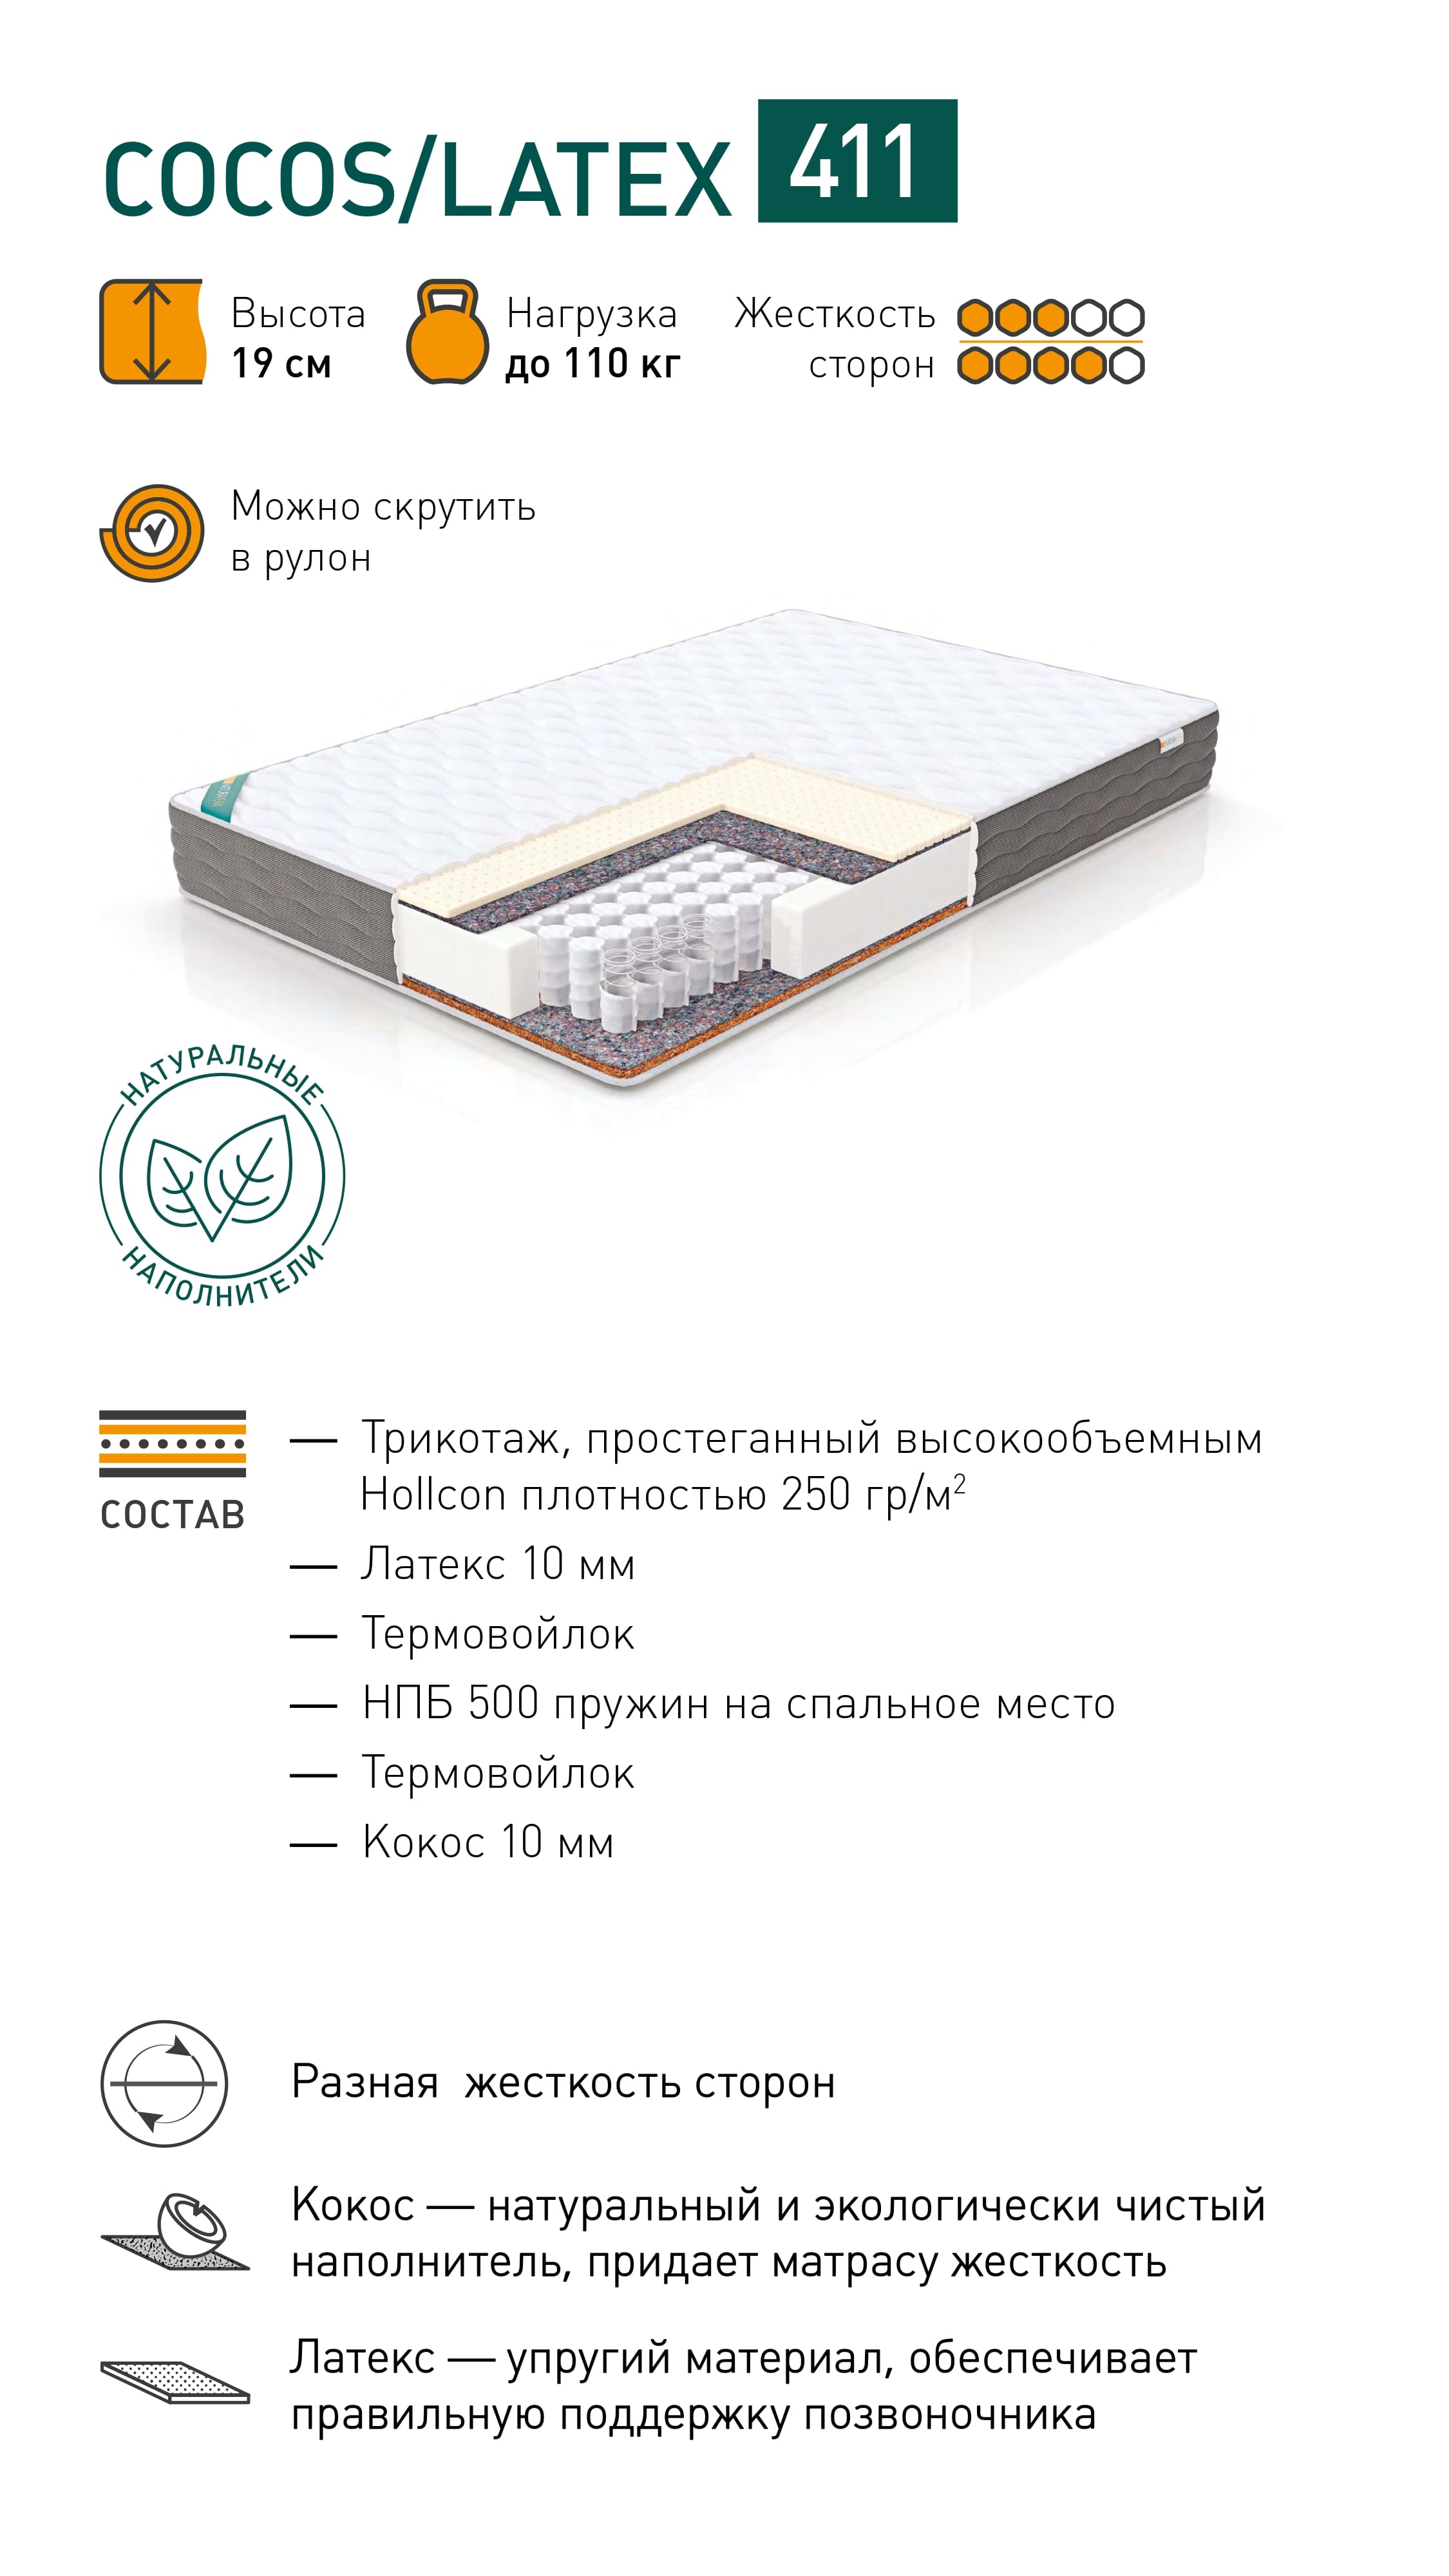 COCOS/LATEX 411
Высота
19 см
Нагрузка
до 110 кг
Жесткость
сторон
Можно скрутить
в рулон
НАТУРАЛЬНЫЕ
НАПОЛНИТЕЛИ
СОСТАВ
— Трикотаж, простеганный высокообъемным
Hollcon плотностью 250 гр/м²
— Латекс 10 мм
— Термовойлок
— НПБ 500 пружин на спальное место
— Термовойлок
— Кокос 10 мм
Разная жесткость сторон
Кокос — натуральный и экологически чистый
наполнитель, придает матрасу жесткость
Латекс — упругий материал, обеспечивает
правильную поддержку позвоночника